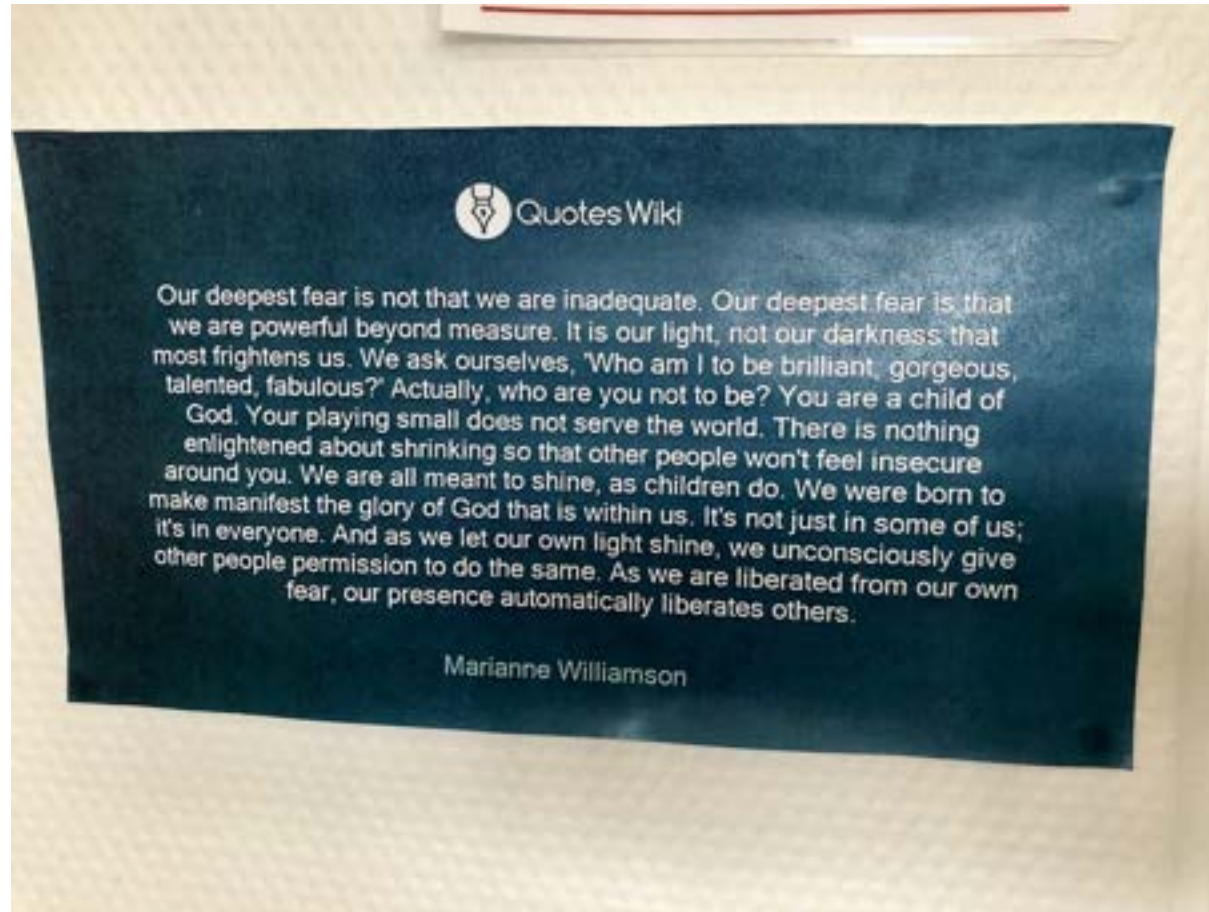 Quotes Wiki
Our deepest fear is not that we are inadequate. Our deepest fear is that
we are powerful beyond measure. It is our light, not our darkness that
most frightens us. We ask ourselves, 'Who am I to be brilliant, gorgeous,
talented, fabulous?' Actually, who are you not to be? You are a child of
God. Your playing small does not serve the world. There is nothing
enlightened about shrinking so that other people won't feel insecure
around you. We are all meant to shine, as children do. We were born to
make manifest the glory of God that is within us. It's not just in some of us;
it's in everyone. And as we let our own light shine, we unconsciously give
other people permission to do the same. As we are liberated from our own
fear, our presence automatically liberates others.
Marianne Williamson